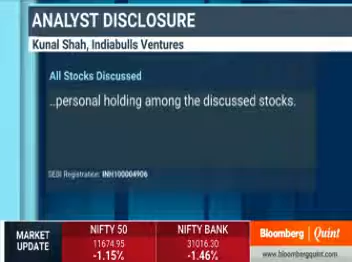 ANALYST DISCLOSURE
Kunal Shah, Indiabulls Ventures
All Stocks Discussed
..personal holding among the discussed stocks.
SEBI Registration: INH100004906
MARKET UPDATE
NIFTY 50
11674.95
-1.15%
NIFTY BANK
31016.30
-1.46%
Bloomberg | Quint
www.bloombergquint.com